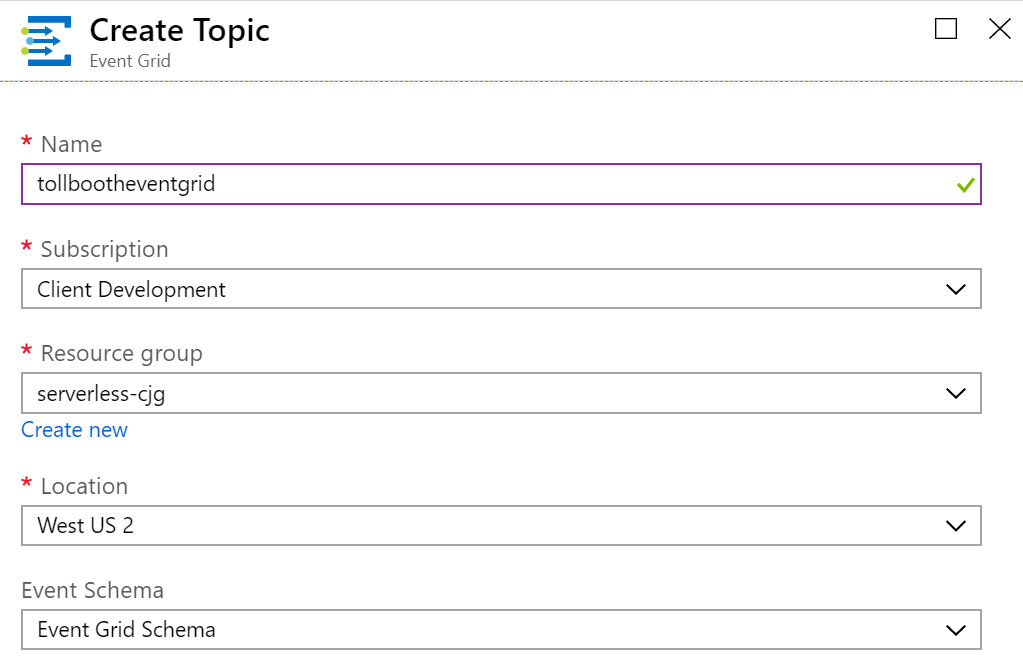 Create Topic
Event Grid
* Name
tollbootheventgrid
* Subscription
Client Development
* Resource group
serverless-cjg
Create new
* Location
West US 2
Event Schema
Event Grid Schema